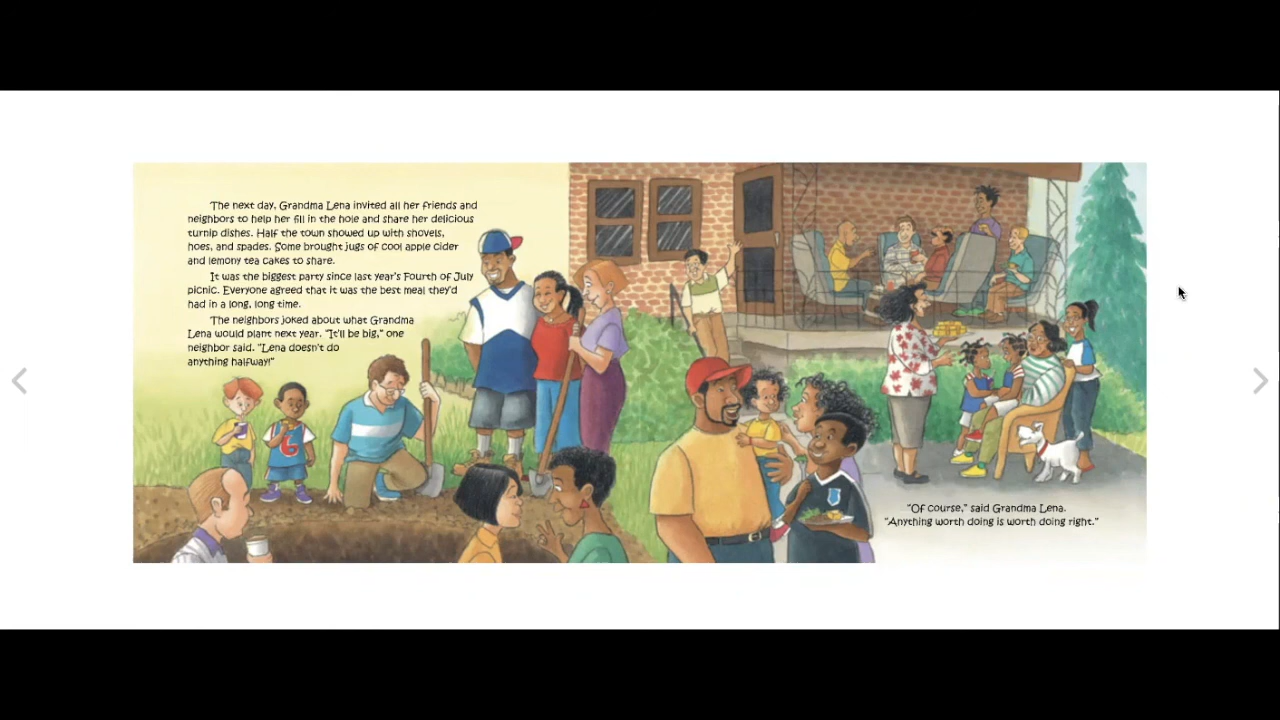 The next day, Grandma Lena invited all her friends and
neighbors to help her fill in the hole and share her delicious
turnip dishes. Half the town showed up with shovels,
hoes, and spades. Some brought jugs of cool apple cider
and lemony tea cakes to share.
It was the biggest party since last year's Fourth of July
picnic. Everyone agreed that it was the best meal they'd
had in a long, long time.
The neighbors joked about what Grandma
Lena would plant next year. "It'll be big," one
neighbor said. "Lena doesn't do
anything halfway!"
G
"Of course," said Grandma Lena.
"Anything worth doing is worth doing right."